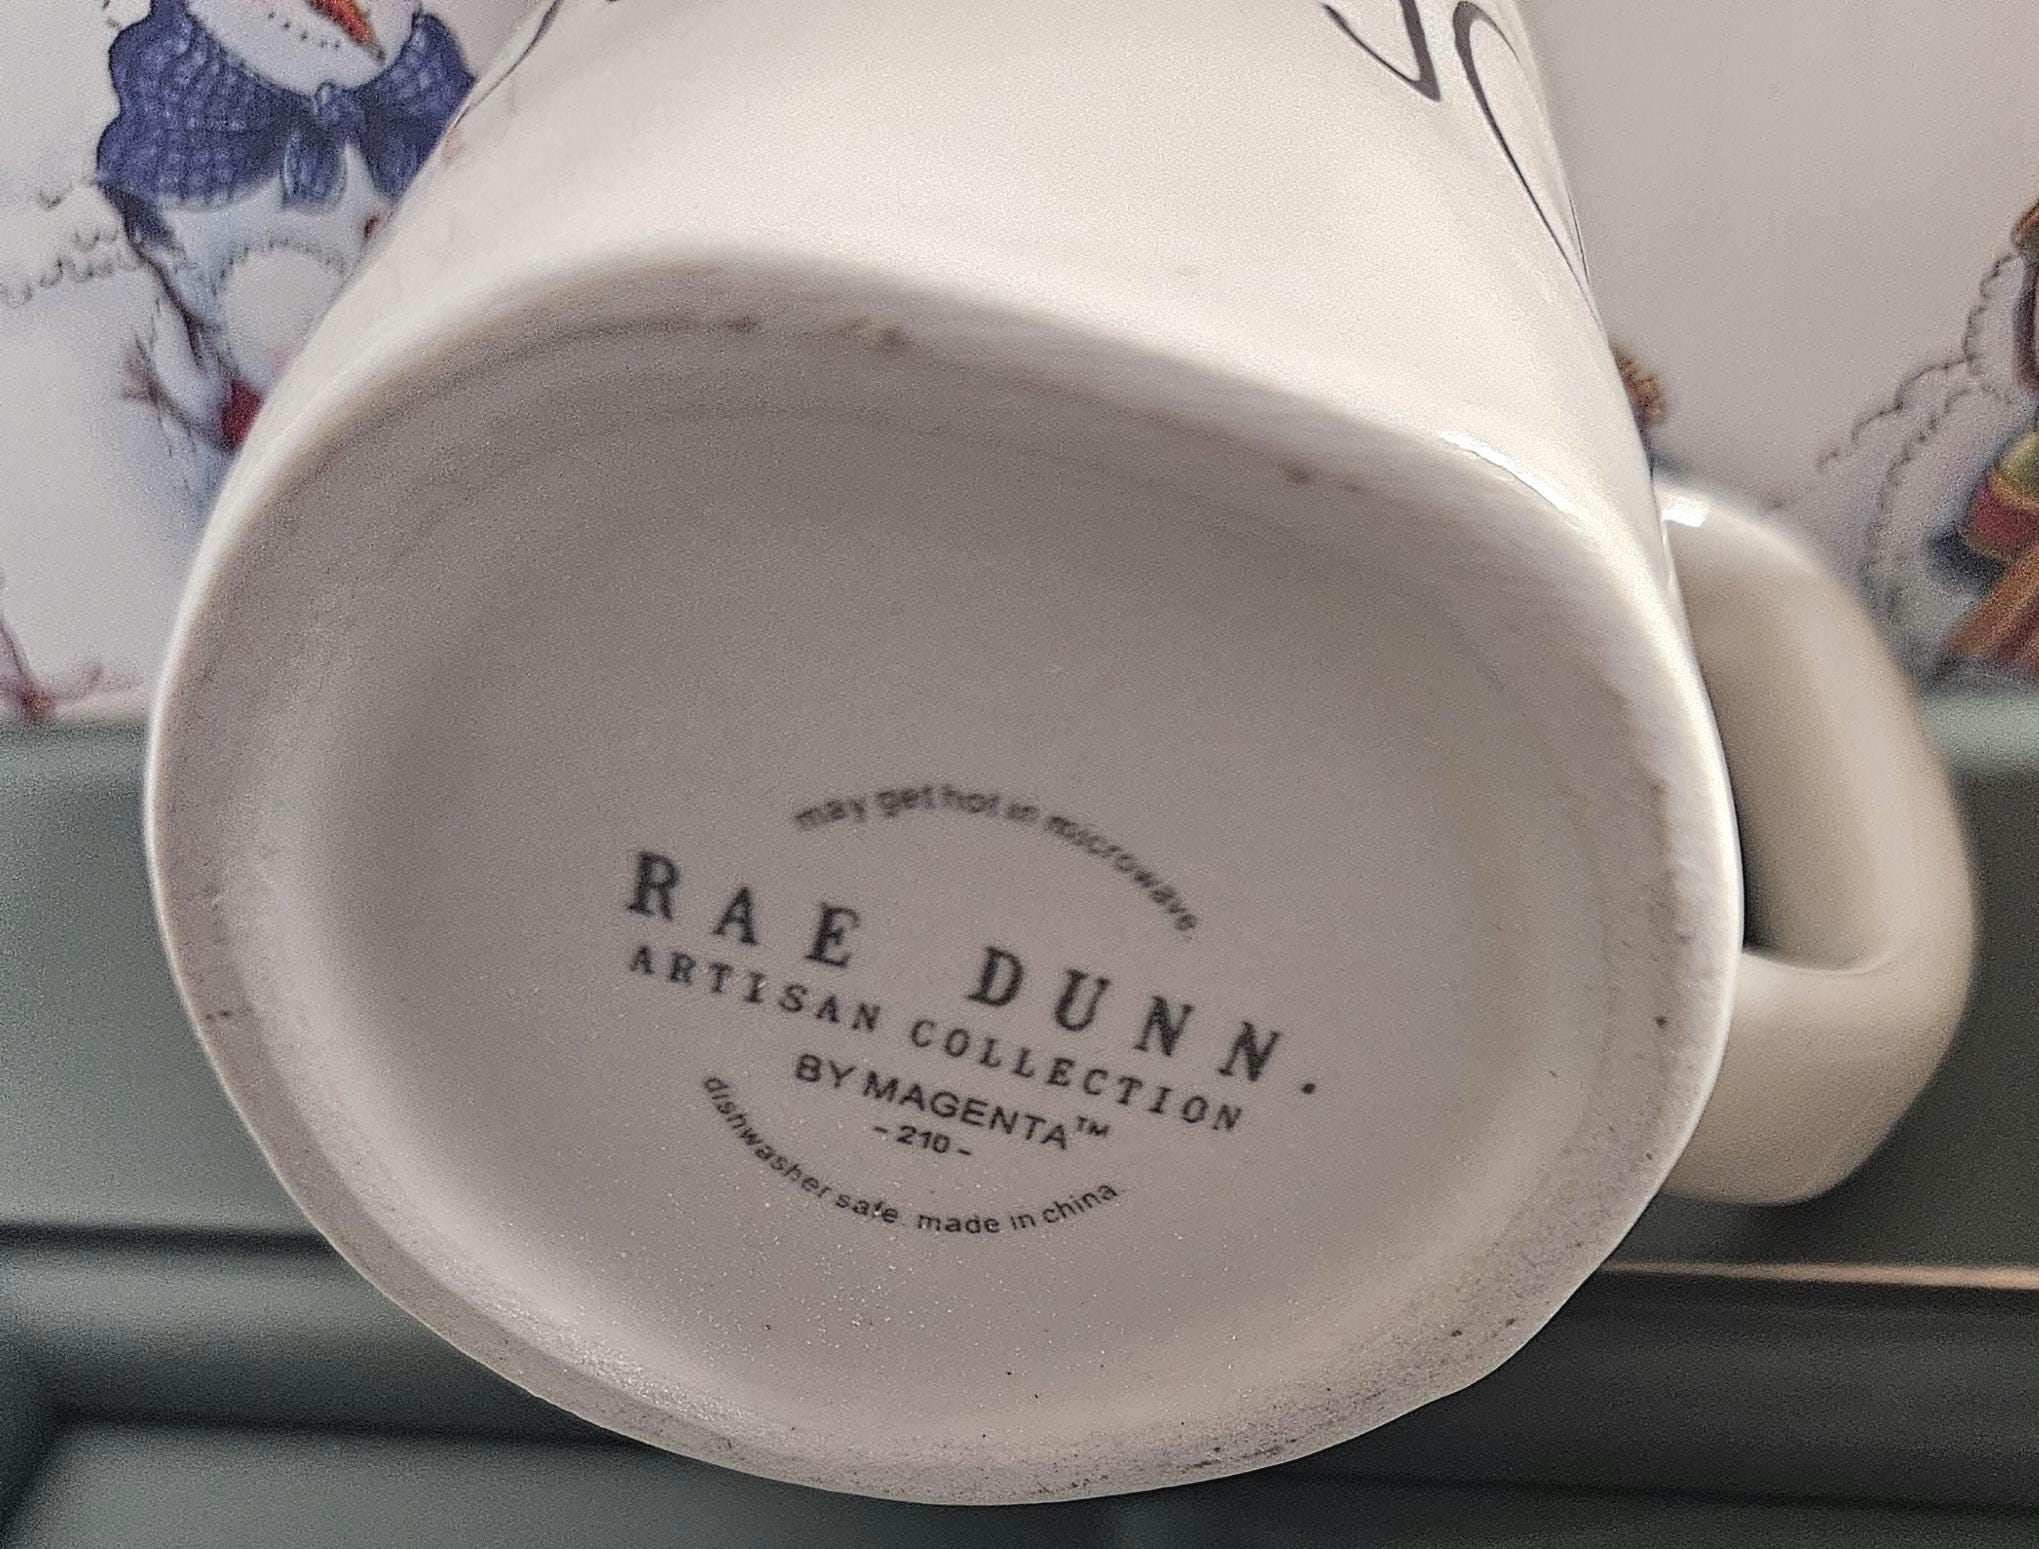 may get hot in microwave.
RAE DUNN.
ARTISAN COLLECTION
BY MAGENTA™
- 210 -
dishwasher safe. made in china